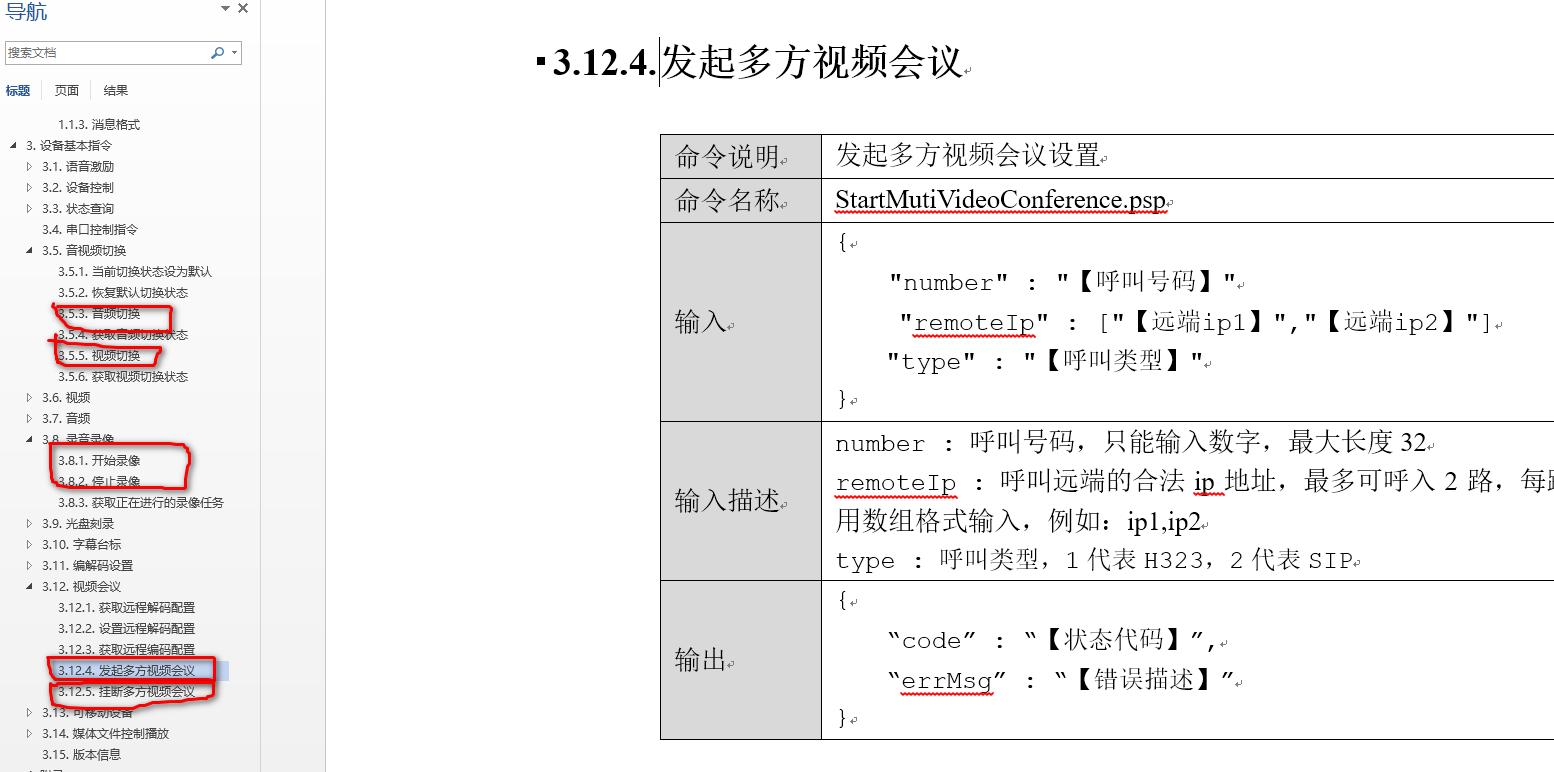 导航
搜索文档
标题 页面 结果
1.1.3. 消息格式
3. 设备基本指令
3.1. 语音激励
3.2. 设备控制
3.3. 状态查询
3.4. 串口控制指令
3.5. 音视频切换
3.5.1. 当前切换状态设为默认
3.5.2. 恢复默认切换状态
3.5.3. 音频切换
3.5.4. 获取音频切换状态
3.5.5. 视频切换
3.5.6. 获取视频切换状态
3.6. 视频
3.7. 音频
3.8. 录音录像
3.8.1. 开始录像
3.8.2. 停止录像
3.8.3. 获取正在进行的录像任务
3.9. 光盘刻录
3.10. 字幕台标
3.11. 编解码设置
3.12. 视频会议
3.12.1. 获取远程解码配置
3.12.2. 设置远程解码配置
3.12.3. 获取远程编码配置
3.12.4. 发起多方视频会议
3.12.5. 挂断多方视频会议
3.13. 可移动设备
3.14. 媒体文件控制播放
3.15. 版本信息
3.12.4.发起多方视频会议
命令说明 发起多方视频会议设置
命令名称 StartMutiVideoConference.psp
输入
{
"number" : "【呼叫号码】"
"remoteIp" : ["【远端ip1】","【远端ip2】"]
"type" : "【呼叫类型】"
}
输入描述
number : 呼叫号码，只能输入数字，最大长度 32
remoteIp : 呼叫远端的合法 ip 地址，最多可呼入 2 路，每
用数组格式输入，例如：ip1,ip2
type : 呼叫类型，1 代表 H323，2 代表 SIP
输出
{
“code” : “【状态代码】”,
“errMsg” : “【错误描述】”
}